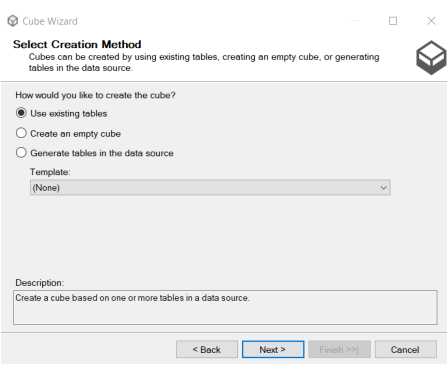 Cube Wizard
Select Creation Method
Cubes can be created by using existing tables, creating an empty cube, or generating
tables in the data source.
How would you like to create the cube?
Use existing tables
Create an empty cube
Generate tables in the data source
Template:
(None)
Description:
Create a cube based on one or more tables in a data source.
< Back
Next >
Finish >>|
Cancel